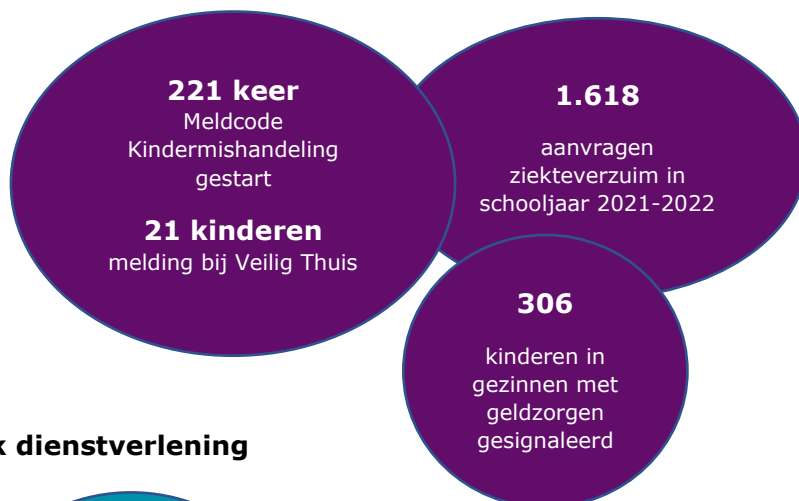 221 keer
Meldcode
Kindermishandeling
gestart
21 kinderen
melding bij Veilig Thuis
1.618
aanvragen
ziekteverzuim in
schooljaar 2021-2022
306
kinderen in
gezinnen met
geldzorgen
gesignaleerd
dienstverlening